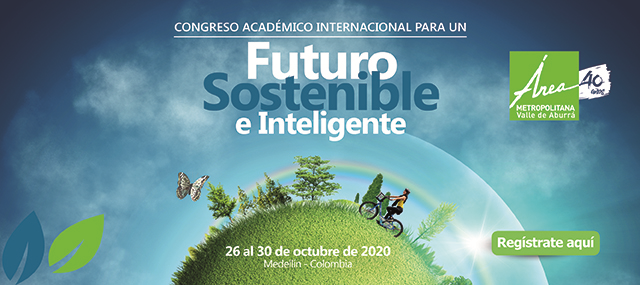 CONGRESO ACADÉMICO INTERNACIONAL PARA UN
Futuro
Sostenible
e Inteligente
Área
METROPOLITANA
Valle de Aburrá
40
años
26 al 30 de octubre de 2020
Medellín - Colombia
Regístrate aquí